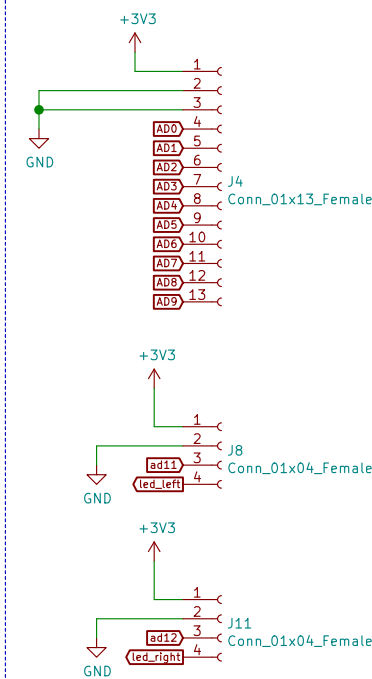 +3V3
1
2
3
GND
AD0 4
AD1 5
AD2 6
AD3 7
J4
AD4 8
Conn_01x13_Female
AD5 9
AD6 10
AD7 11
AD8 12
AD9 13
+3V3
1
2
J8
ad11 3
Conn_01x04_Female
led_left 4
GND
+3V3
1
2
J11
ad12 3
Conn_01x04_Female
led_right 4
GND